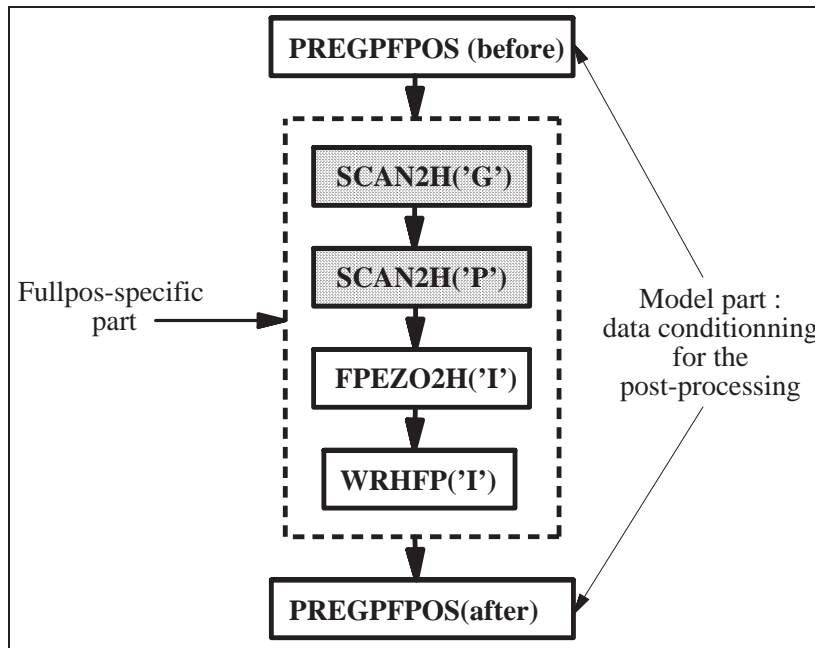 PREGPFPOS (before)
SCAN2H('G')
SCAN2H('P')
Fullpos-specific
part
FPEZO2H('I')
WRHFP('I')
Model part :
data conditionning
for the
post-processing
PREGPFPOS(after)